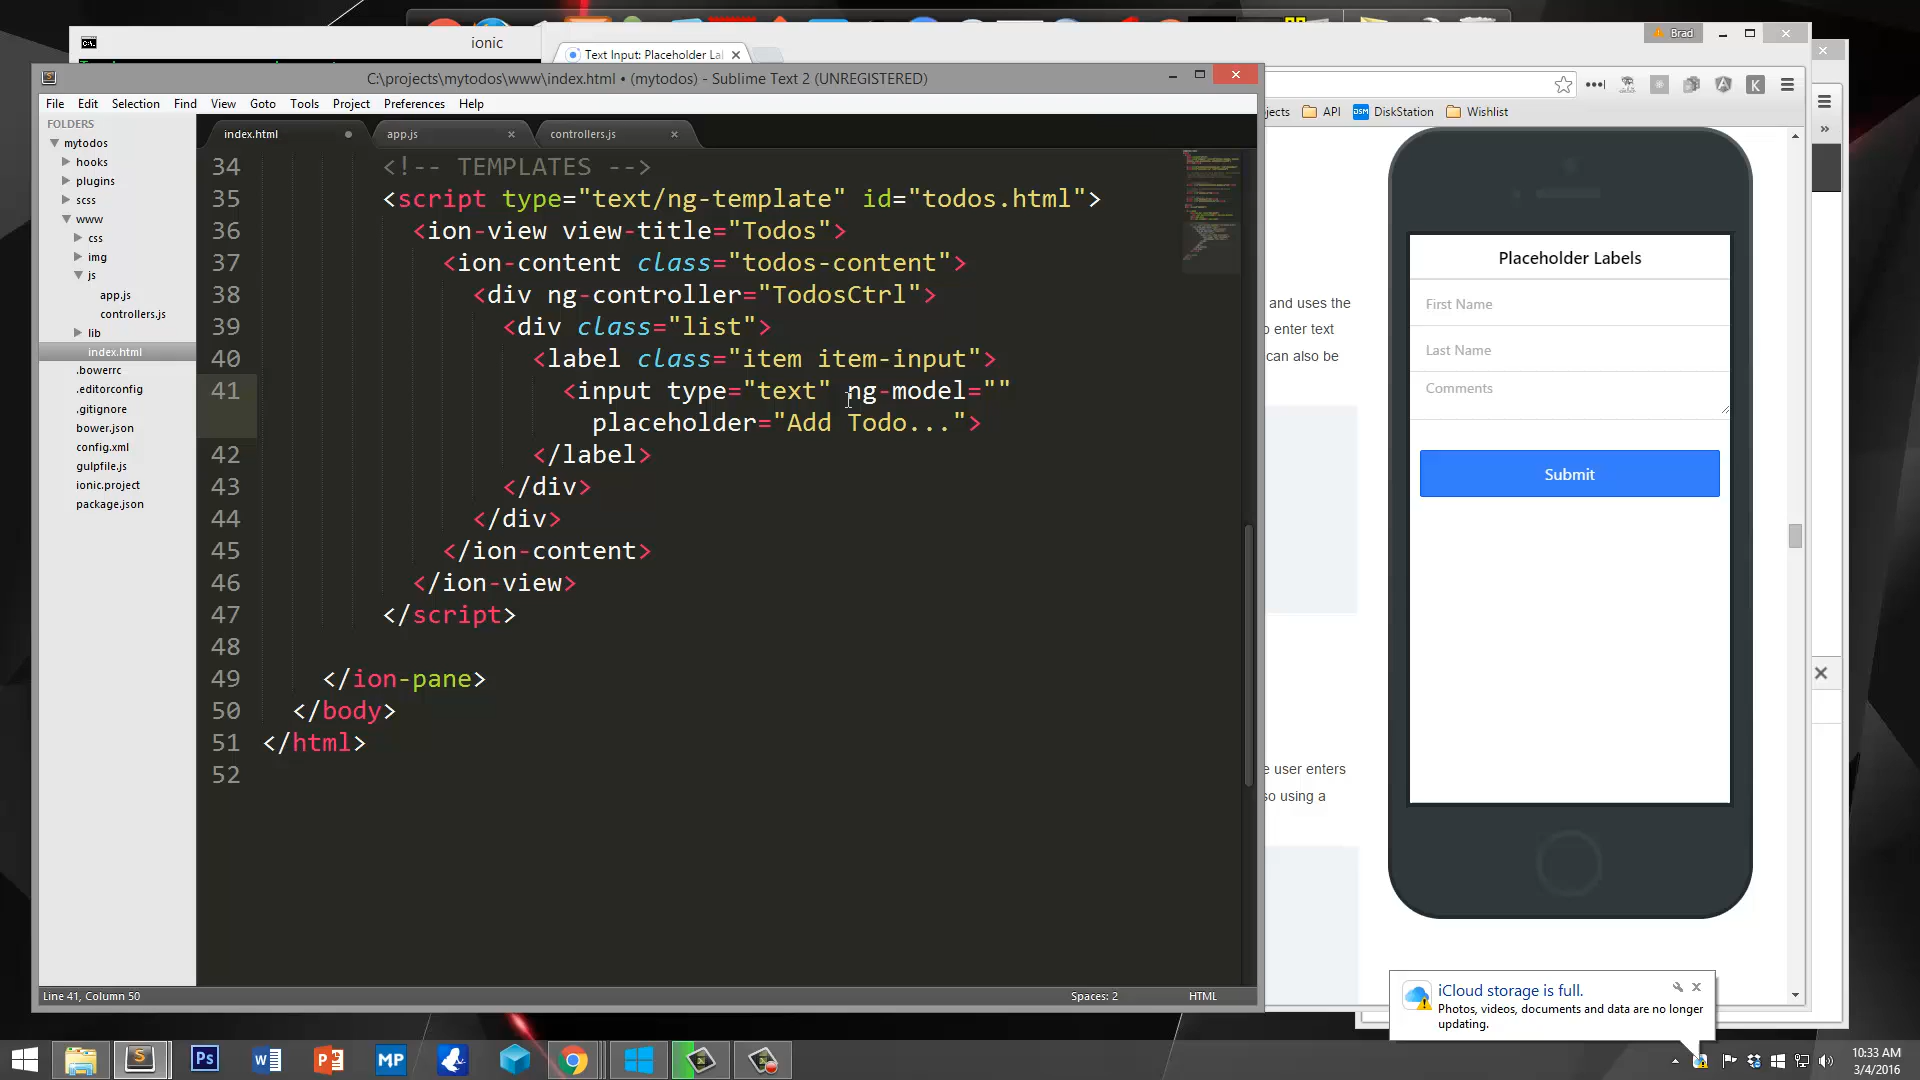 ionic
Text Input: Placeholder Lal
Brad
C:\projects\mytodos\www\index.html • (mytodos) - Sublime Text 2 (UNREGISTERED)
File Edit Selection Find View Goto Tools Project Preferences Help
jects API DiskStation Wishlist
FOLDERS
mytodos
hooks
plugins
scss
www
css
img
js
app.js
controllers.js
lib
index.html
.bowerrc
.editorconfig
.gitignore
bower.json
config.xml
gulpfile.js
ionic.project
package.json
index.html app.js controllers.js
34 <!-- TEMPLATES -->
35 <script type="text/ng-template" id="todos.html">
36 <ion-view view-title="Todos">
37 <ion-content class="todos-content">
38 <div ng-controller="TodosCtrl">
39 <div class="list">
40 <label class="item item-input">
41 <input type="text" ng-model=""
placeholder="Add Todo...">
42 </label>
43 </div>
44 </div>
45 </ion-content>
46 </ion-view>
47 </script>
48
49 </ion-pane>
50 </body>
51 </html>
52
Line 41, Column 50
Spaces: 2
HTML
and uses the
o enter text
can also be
e user enters
so using a
Placeholder Labels
First Name
Last Name
Comments
Submit
iCloud storage is full.
Photos, videos, documents and data are no longer
updating.
Ps
MP
10:33 AM
3/4/2016